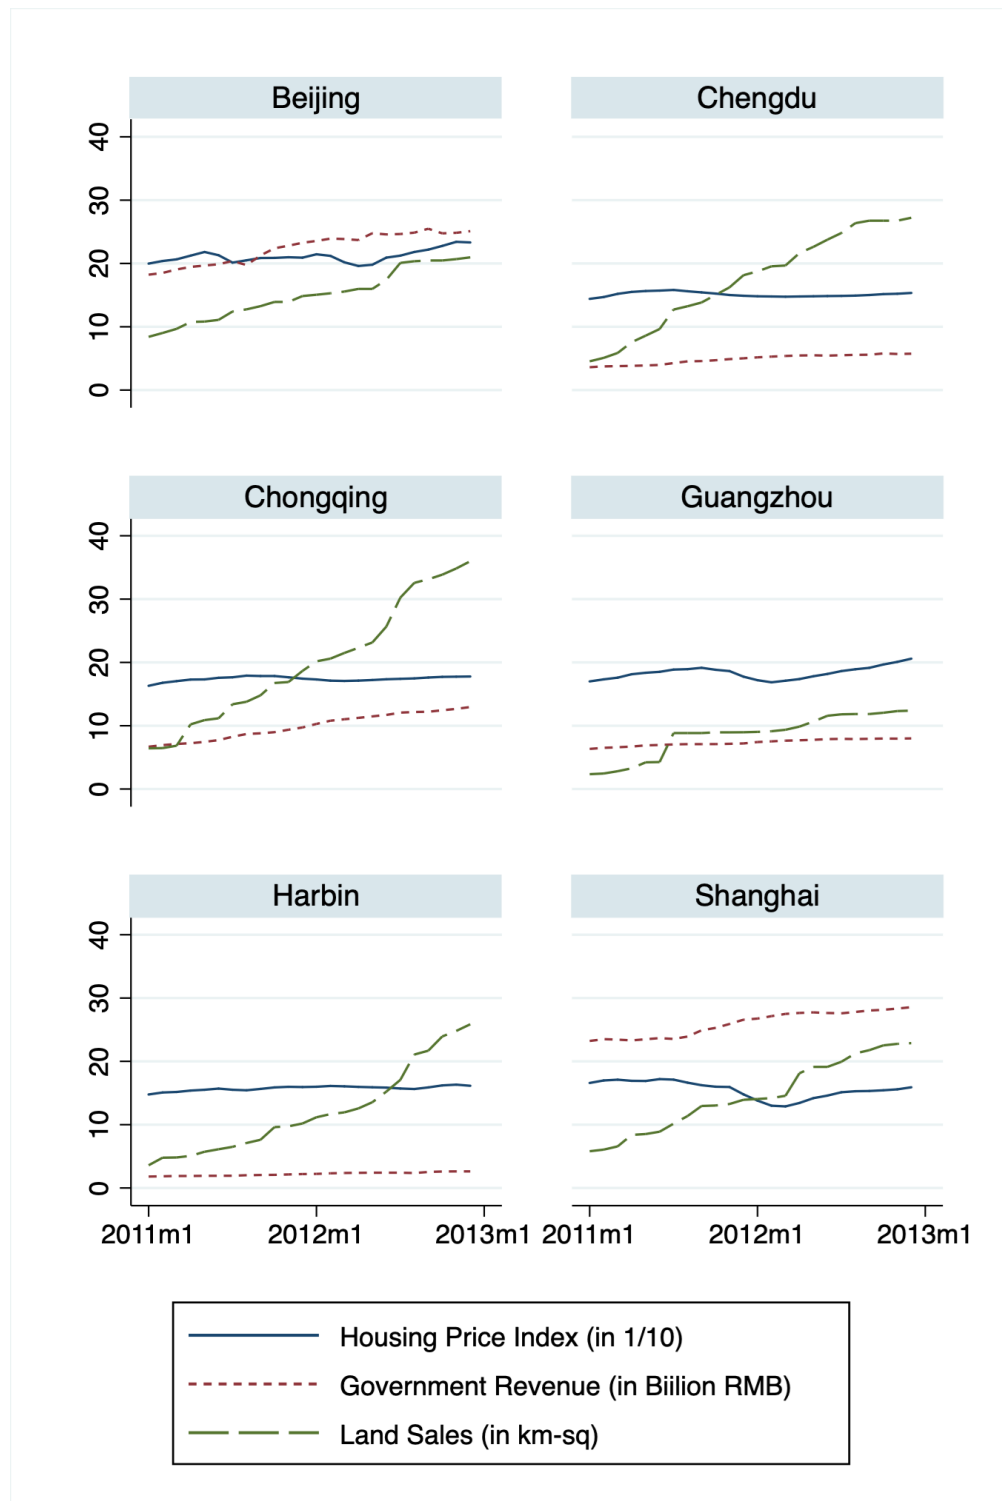 Beijing
Chengdu
40
30
20
10
0
Chongqing
Guangzhou
40
30
20
10
0
Harbin
Shanghai
40
30
20
10
0
2011m1 2012m1 2013m1 2011m1 2012m1 2013m1
Housing Price Index (in 1/10)
Government Revenue (in Biilion RMB)
Land Sales (in km-sq)